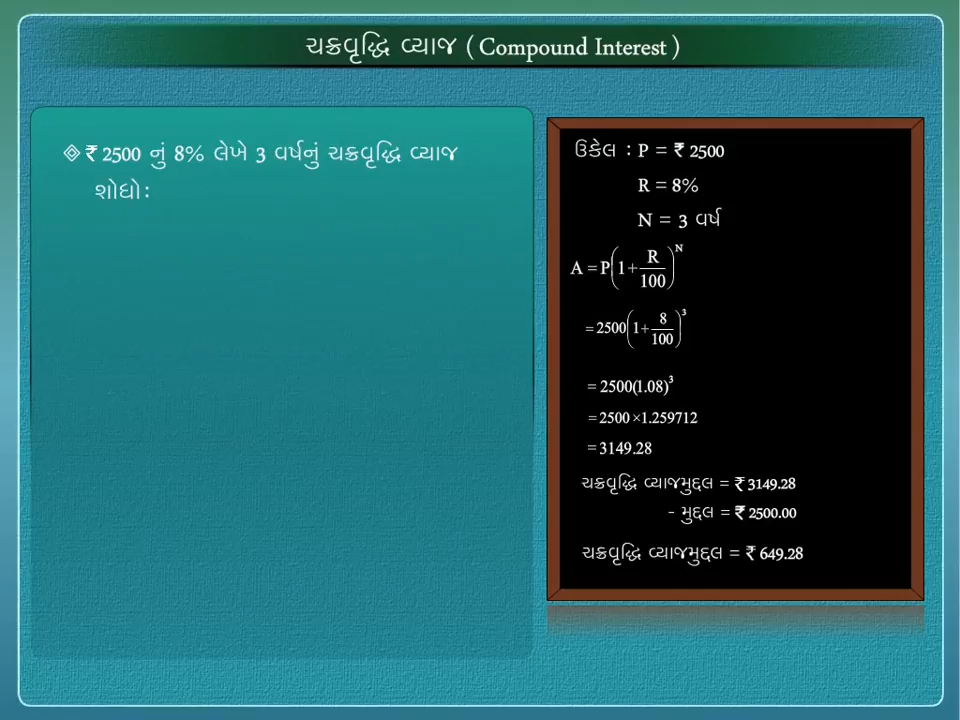 ચક્રવૃદ્ધિ વ્યાજ ( Compound Interest )
₹ 2500 નું 8% લેખે 3 વર્ષનું ચક્રવૃદ્ધિ વ્યાજ
શોધો:
ઉકેલ : P = ₹ 2500
R = 8%
N = 3 વર્ષ
A = P(1+R/100)^N
= 2500(1+8/100)^3
= 2500(1.08)^3
= 2500 × 1.259712
= 3149.28
ચક્રવૃદ્ધિ વ્યાજમુદ્દલ = ₹ 3149.28
- મુદ્દલ = ₹ 2500.00
ચક્રવૃદ્ધિ વ્યાજમુદ્દલ = ₹ 649.28